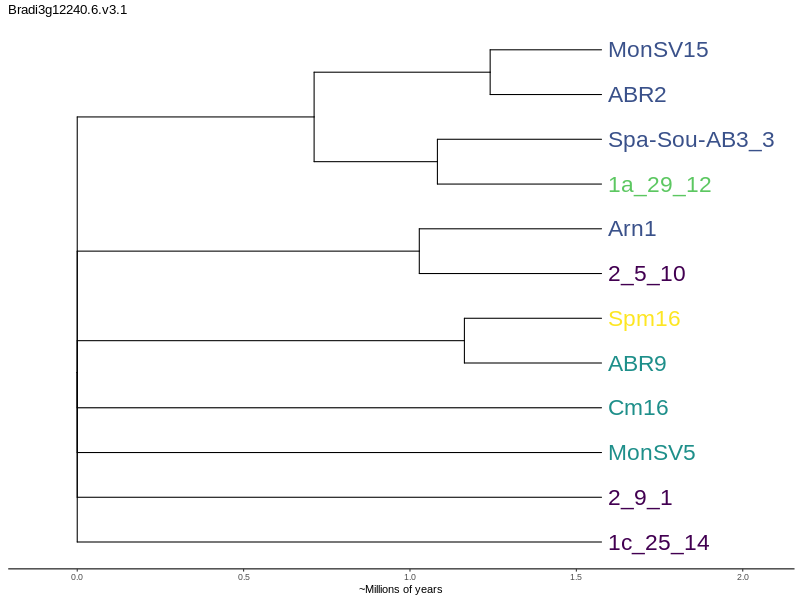 Bradi3g12240.6.v3.1
MonSV15
ABR2
Spa-Sou-AB3_3
1a_29_12
Arn1
2_5_10
Spm16
ABR9
Cm16
MonSV5
2_9_1
1c_25_14
0.0 0.5 1.0 1.5 2.0
~Millions of years